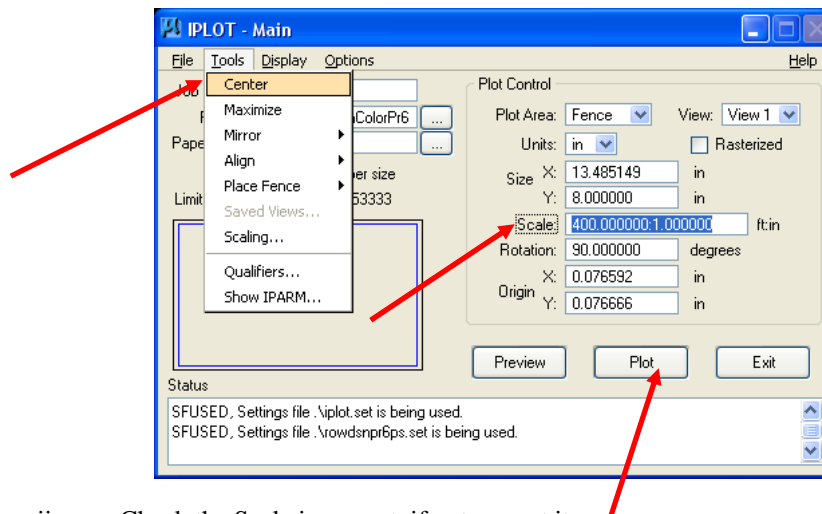 IPLOT - Main
File Tools Display Options Help
Center
Maximize
Mirror
Align
Place Fence
Saved Views...
Scaling...
Qualifiers...
Show IPARM...
ColorPr6 ...
...
size
Limit 53333
Plot Control
Plot Area: Fence View: View 1
Units: in Rasterized
Size X: 13.485149 in
Y: 8.000000 in
Scale: 400.000000:1.000000 ft:in
Rotation: 90.000000 degrees
Origin X: 0.076592 in
Y: 0.076666 in
Preview Plot Exit
Status
SFUSED, Settings file .\iplot.set is being used.
SFUSED, Settings file .\rowdsnpr6ps.set is being used.